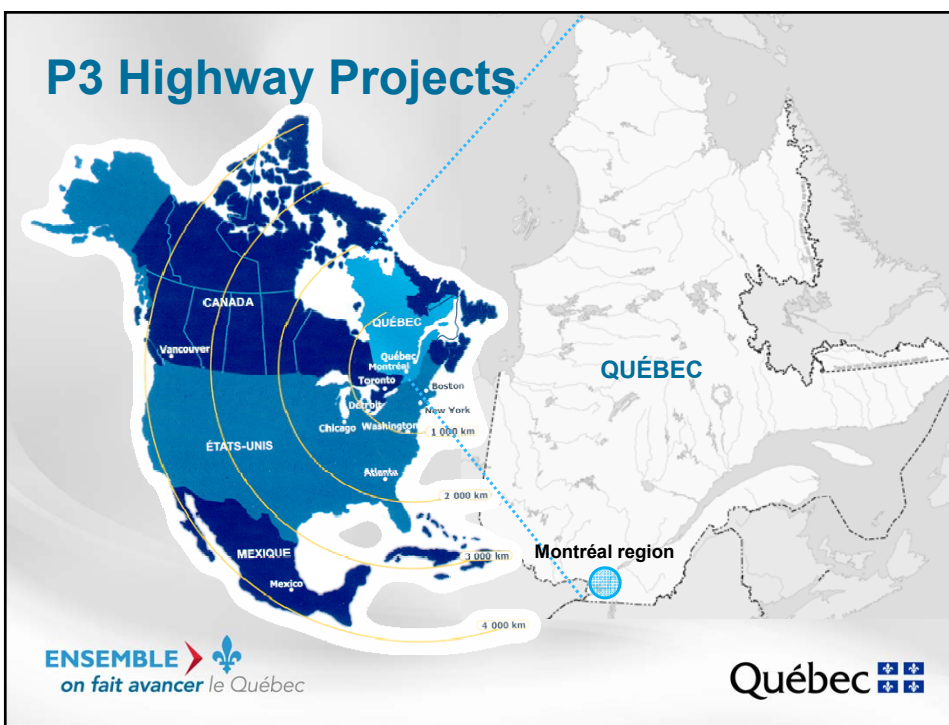 P3 Highway Projects
CANADA
QUÉBEC
Vancouver
Québec
Montréal
Toronto
Boston
Détroit
New York
Chicago
Washington
1 000 km
ÉTATS-UNIS
Atlanta
2 000 km
MEXIQUE
3 000 km
Mexico
4 000 km
QUÉBEC
Montréal region
ENSEMBLE
on fait avancer le Québec
Québec